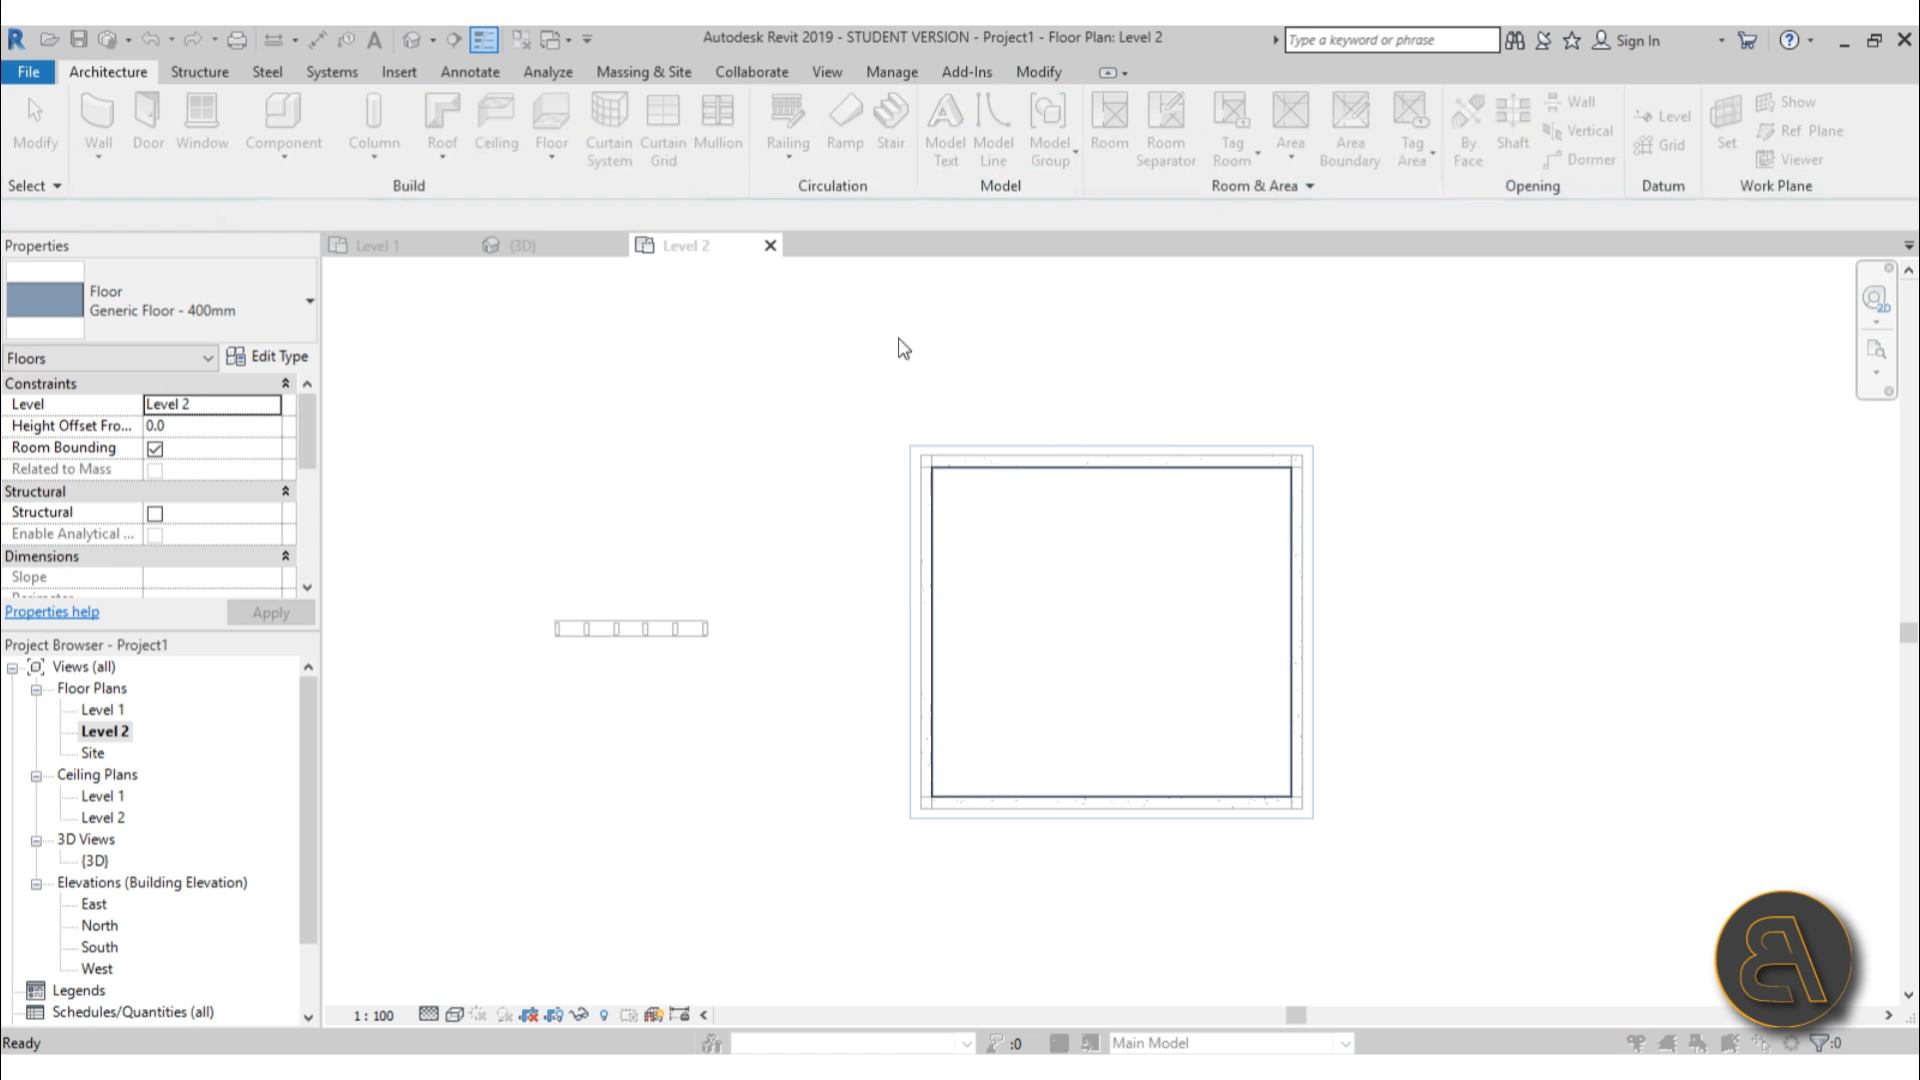 Autodesk Revit 2019 - STUDENT VERSION - Project1 - Floor Plan: Level 2
Type a keyword or phrase
Sign In
File Architecture Structure Steel Systems Insert Annotate Analyze Massing & Site Collaborate View Manage Add-Ins Modify
Modify Wall Door Window Component Column Roof Ceiling Floor Curtain System Curtain Grid Mullion Railing Ramp Stair Model Text Model Line Model Group Room Room Separator Tag Room Area Area Boundary Tag Area By Face Shaft Wall Vertical Dormer Level Grid Set Show Ref Plane Viewer
Select Build Circulation Model Room & Area Opening Datum Work Plane
Properties
Level 1 {3D} Level 2
2D
Floor
Generic Floor - 400mm
Floors Edit Type
Constraints
Level Level 2
Height Offset Fro... 0.0
Room Bounding
Related to Mass
Structural
Structural
Enable Analytical ...
Dimensions
Slope
Properties help Apply
Project Browser - Project1
Views (all)
Floor Plans
Level 1
Level 2
Site
Ceiling Plans
Level 1
Level 2
3D Views
{3D}
Elevations (Building Elevation)
East
North
South
West
Legends
Schedules/Quantities (all)
1 : 100
Ready :0 Main Model :0